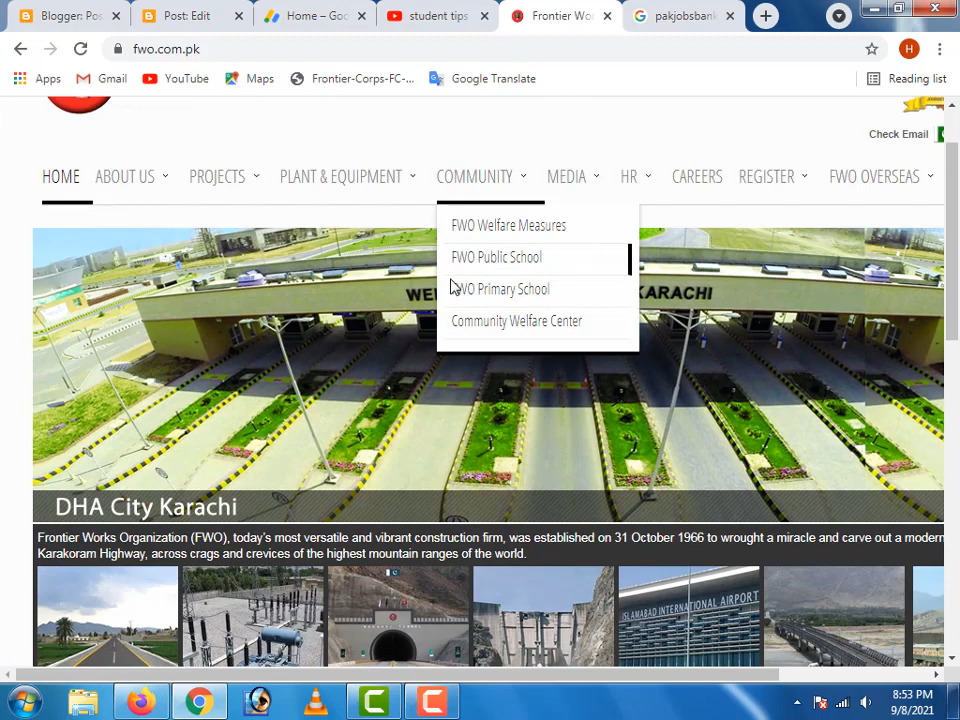 Blogger: Pos
Post: Edit
Home – Goo
student tips
Frontier Wo
pakjobsbank
fwo.com.pk
H
Apps
Gmail
YouTube
Maps
Frontier-Corps-FC-...
Google Translate
Reading list
Check Email
HOME
ABOUT US
PROJECTS
PLANT & EQUIPMENT
COMMUNITY
MEDIA
HR
CAREERS
REGISTER
FWO OVERSEAS
FWO Welfare Measures
FWO Public School
FWO Primary School
Community Welfare Center
KARACHI
DHA City Karachi
Frontier Works Organization (FWO), today's most versatile and vibrant construction firm, was established on 31 October 1966 to wrought a miracle and carve out a modern
Karakoram Highway, across crags and crevices of the highest mountain ranges of the world.
ISLAMABAD INTERNATIONAL AIRPORT
8:53 PM
9/8/2021